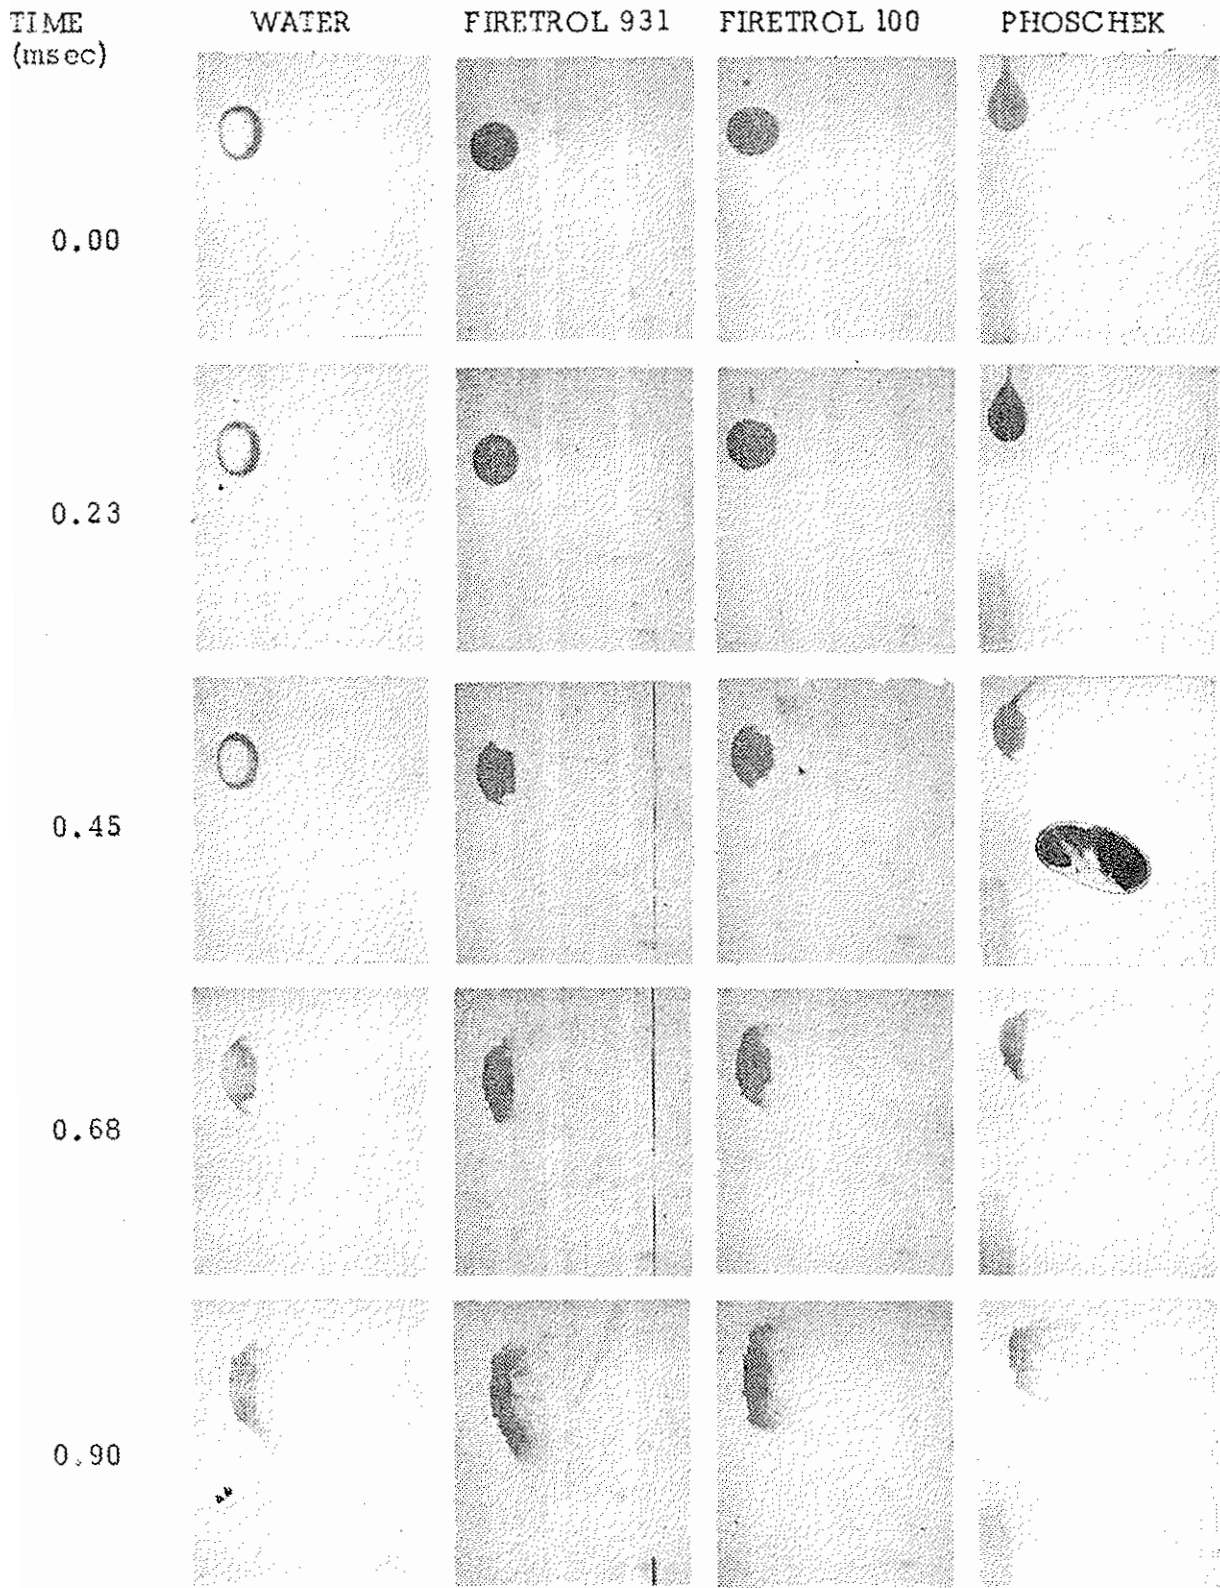 TIME WATER FIRETROL 931 FIRETROL 100 PHOSCHEK
(msec)
0.00
0.23
0.45
0.68
0.90